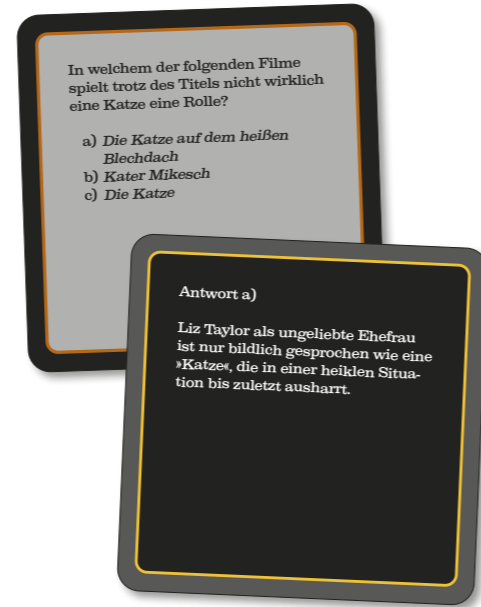 In welchem der folgenden Filme
spielt trotz des Titels nicht wirklich
eine Katze eine Rolle?
a) Die Katze auf dem heißen
Blechdach
b) Kater Mikesch
c) Die Katze
Antwort a)
Liz Taylor als ungeliebte Ehefrau
ist nur bildlich gesprochen wie eine
»Katze«, die in einer heiklen Situa-
tion bis zuletzt ausharrt.